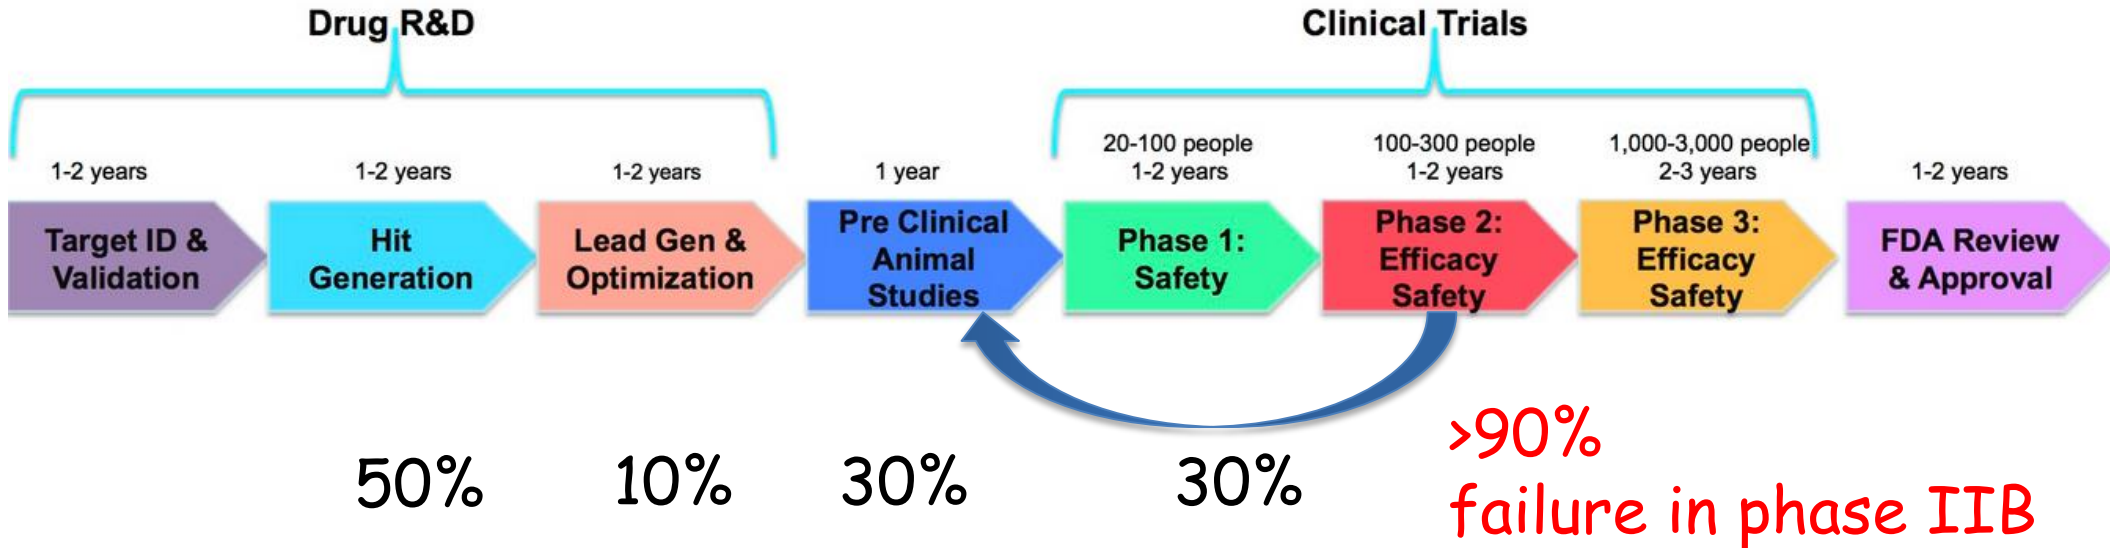 Drug R&D
Clinical Trials
20-100 people
100-300 people
1,000-3,000 people
1-2 years
1-2 years
1-2 years
1 year
1-2 years
1-2 years
2-3 years
1-2 years
Target ID &
Validation
Hit
Generation
Lead Gen &
Optimization
Pre Clinical
Animal
Studies
Phase 1:
Safety
Phase 2:
Efficacy
Safety
Phase 3:
Efficacy
Safety
FDA Review
& Approval
50%
10%
30%
30%
>90%
failure in phase IIB